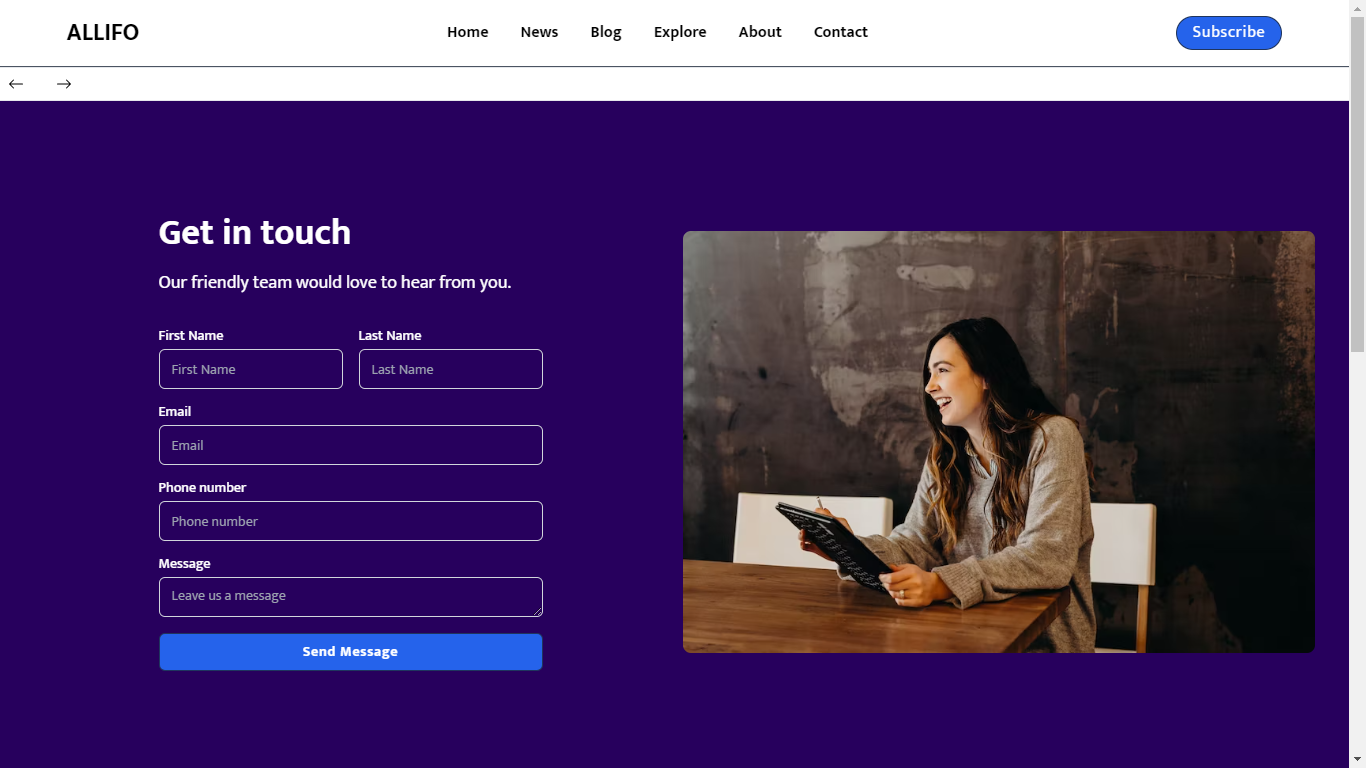 ALLIFO
Home News Blog Explore About Contact
Subscribe
Get in touch
Our friendly team would love to hear from you.
First Name Last Name
First Name Last Name
Email
Email
Phone number
Phone number
Message
Leave us a message
Send Message